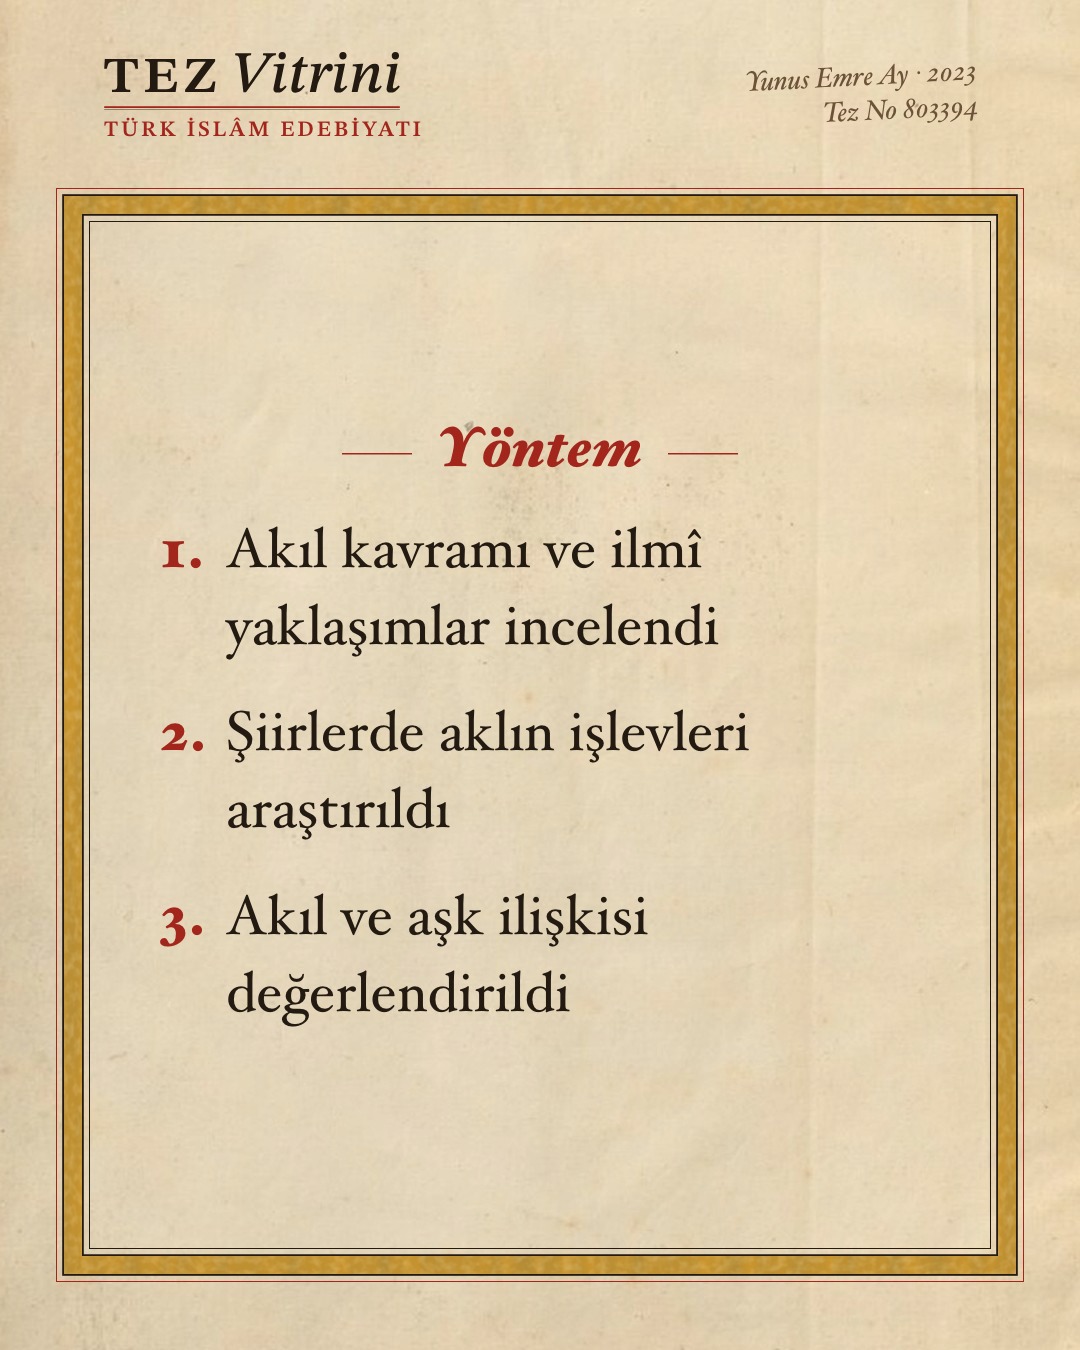 TEZ Vitrini
TÜRK İSLÂM EDEBİYATI
Yunus Emre Ay · 2023
Tez No 803394
Yöntem
1. Akıl kavramı ve ilmî
yaklaşımlar incelendi
2. Şiirlerde aklın işlevleri
araştırıldı
3. Akıl ve aşk ilişkisi
değerlendirildi